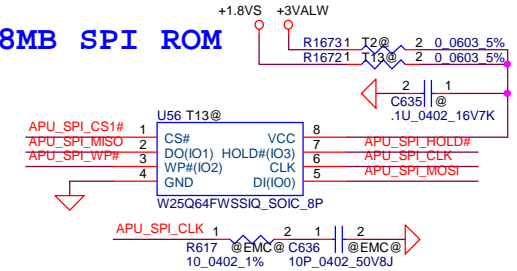 +1.8VS +3VALW
8MB SPI ROM
R1673 1 T2@ 2 0_0603_5%
R1672 1 T13@ 2 0_0603_5%
2 1
C635 @
.1U_0402_16V7K
U56 T13@
APU_SPI_CS1# 1 CS# VCC 8
APU_SPI_MISO 2 DO(IO1) HOLD#(IO3) 7 APU_SPI_HOLD#
APU_SPI_WP# 3 WP#(IO2) CLK 6 APU_SPI_CLK
4 GND DI(IO0) 5 APU_SPI_MOSI
W25Q64FWSSIQ_SOIC_8P
APU_SPI_CLK 1 2 1 2
R617 @EMC@ C636 @EMC@
10_0402_1% 10P_0402_50V8J